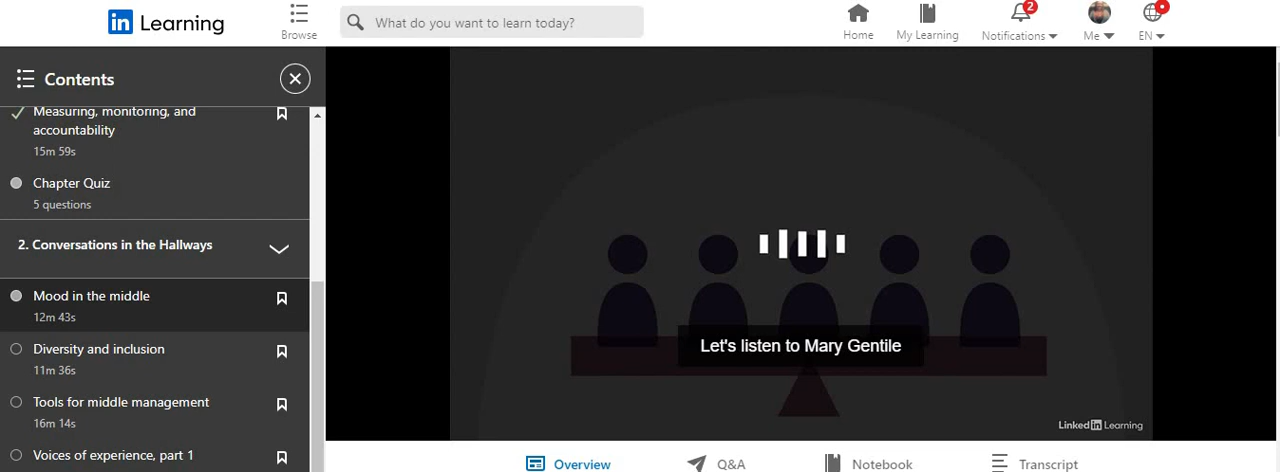 in Learning
Browse
What do you want to learn today?
Home
My Learning
2
Notifications
Me
EN
Contents
Measuring, monitoring, and
accountability
15m 59s
Chapter Quiz
5 questions
2. Conversations in the Hallways
Mood in the middle
12m 43s
Diversity and inclusion
11m 36s
Tools for middle management
16m 14s
Voices of experience, part 1
Let's listen to Mary Gentile
Linked in Learning
Overview
Q&A
Notebook
Transcript